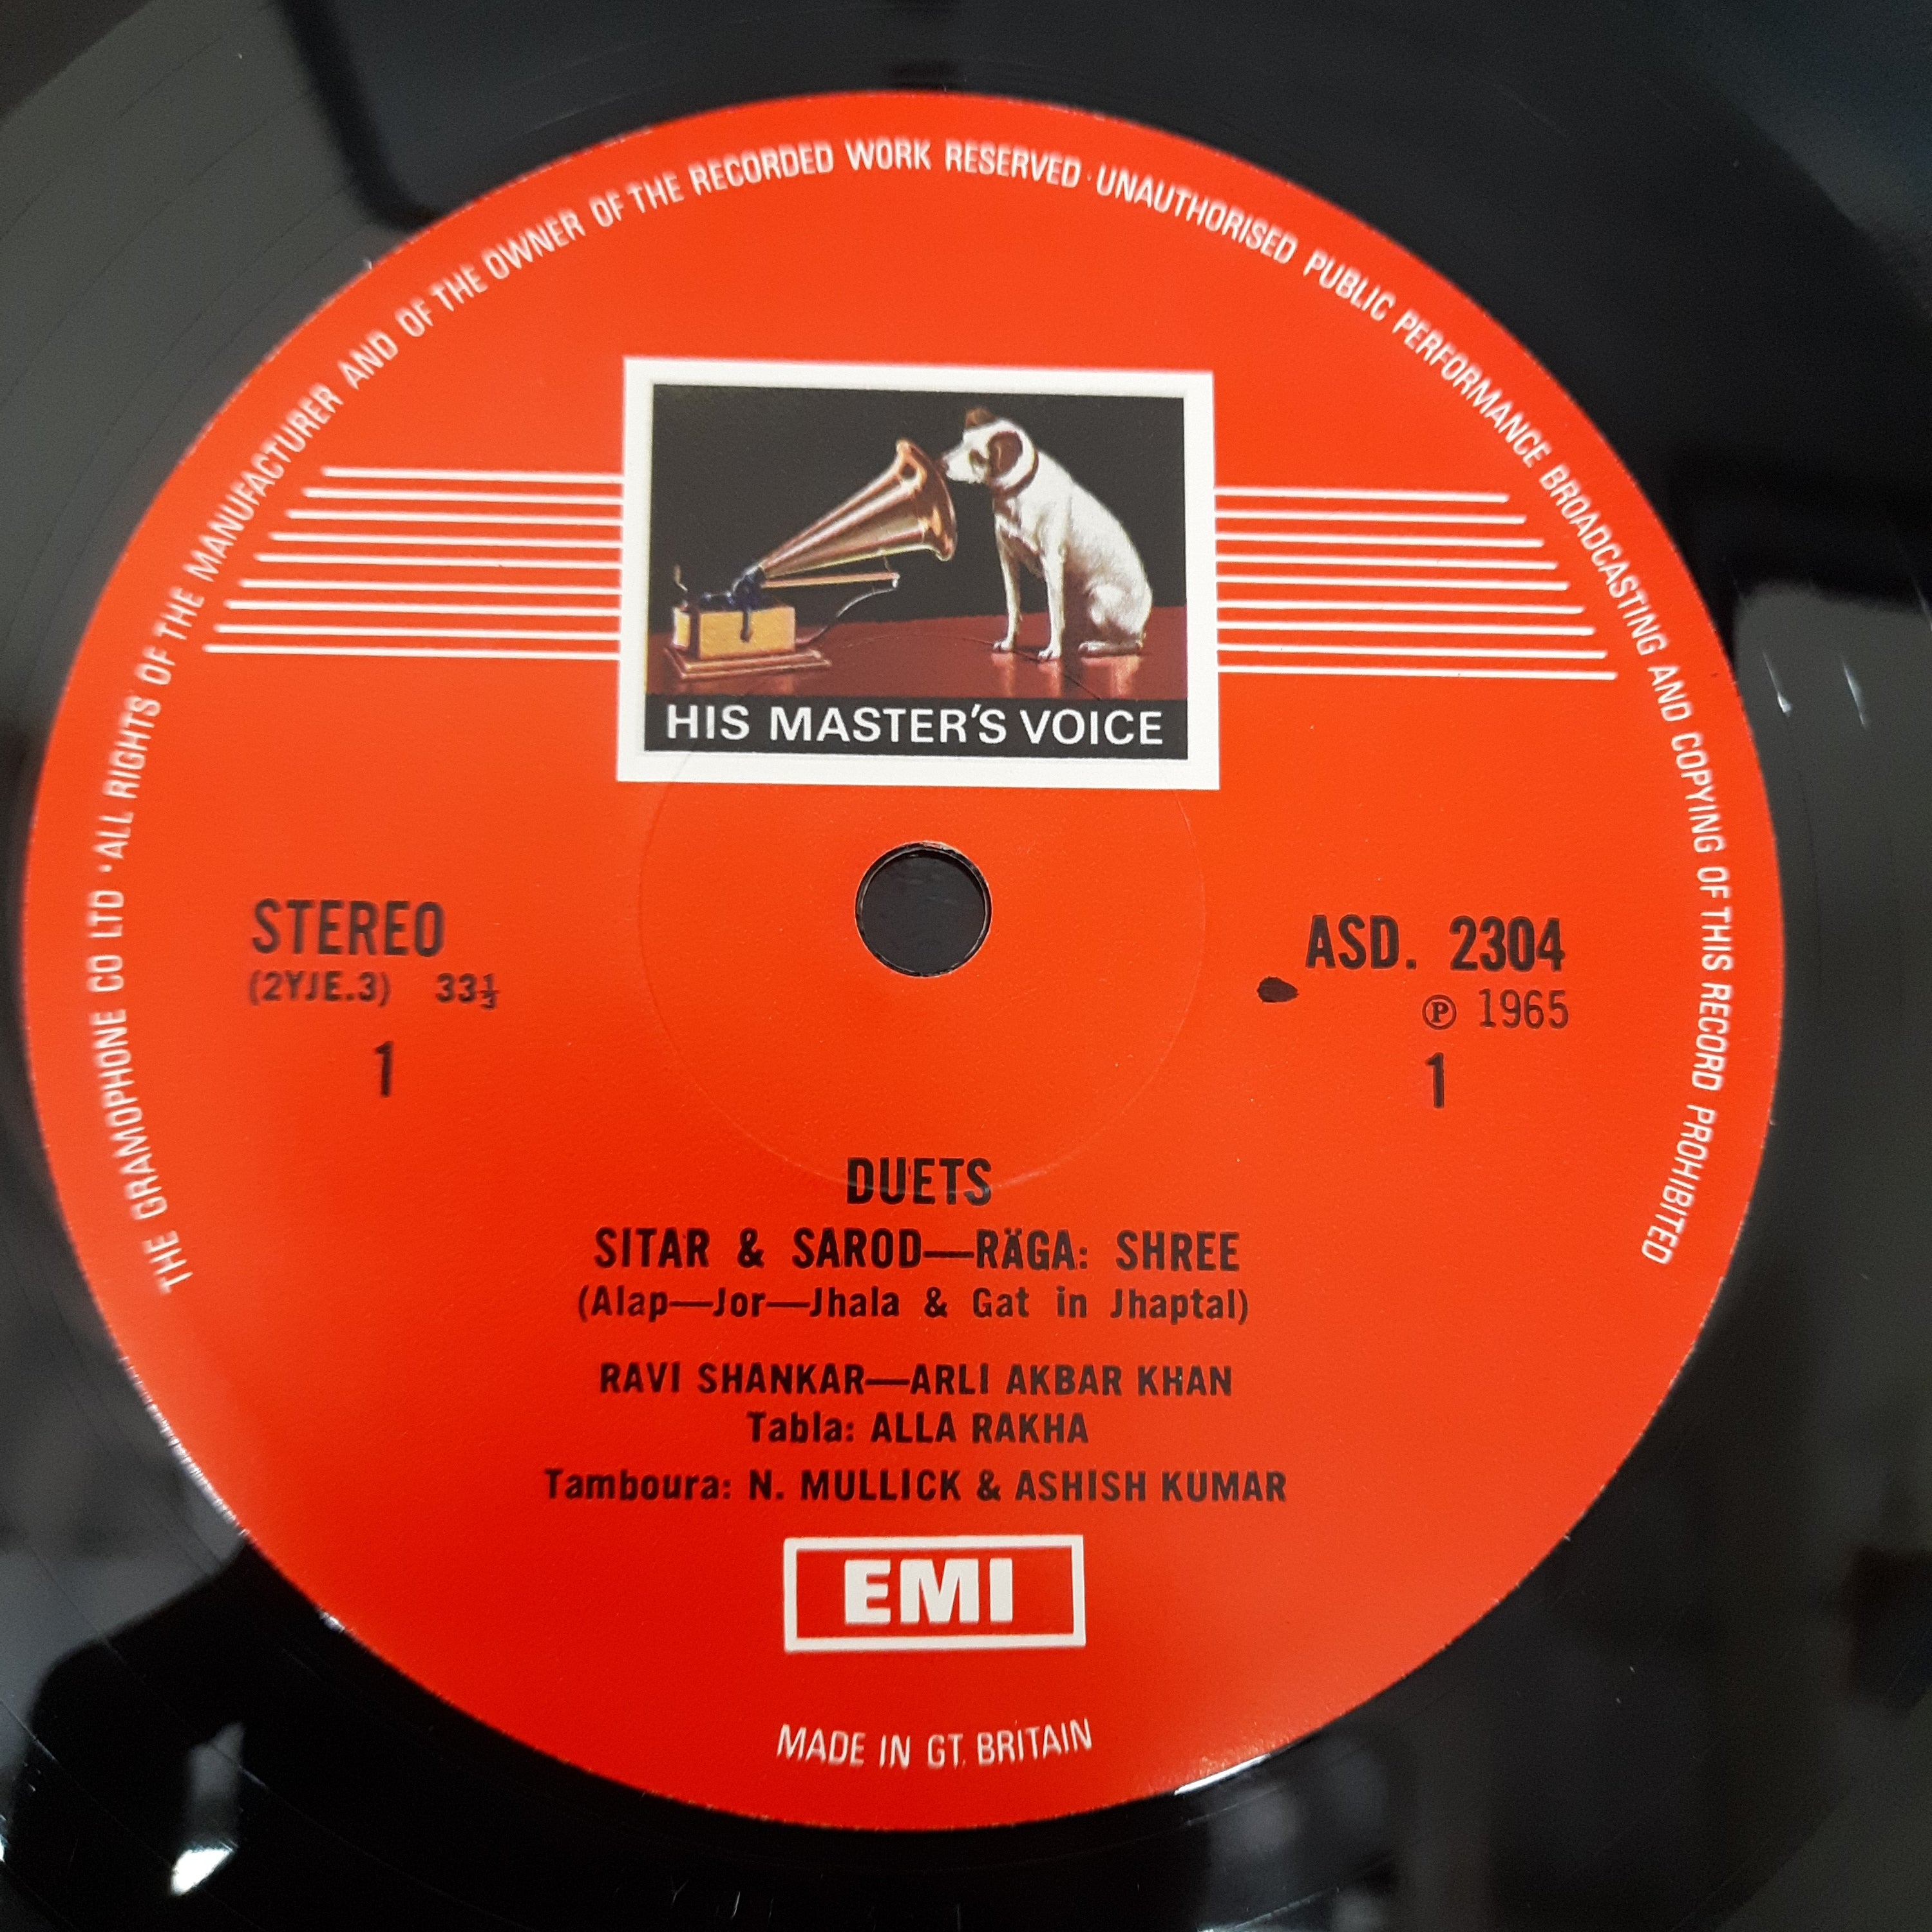 THE GRAMOPHONE CO LTD · ALL RIGHTS OF THE MANUFACTURER AND OF THE OWNER OF THE RECORDED WORK RESERVED · UNAUTHORISED PUBLIC PERFORMANCE BROADCASTING AND COPYING OF THIS RECORD PROHIBITED
HIS MASTER'S VOICE
STEREO
(2YJE.3) 33⅓
1
ASD. 2304
℗ 1965
1
DUETS
SITAR & SAROD—RÄGA: SHREE
(Alap—Jor—Jhala & Gat in Jhaptal)
RAVI SHANKAR—ARLI AKBAR KHAN
Tabla: ALLA RAKHA
Tamboura: N. MULLICK & ASHISH KUMAR
EMI
MADE IN GT. BRITAIN